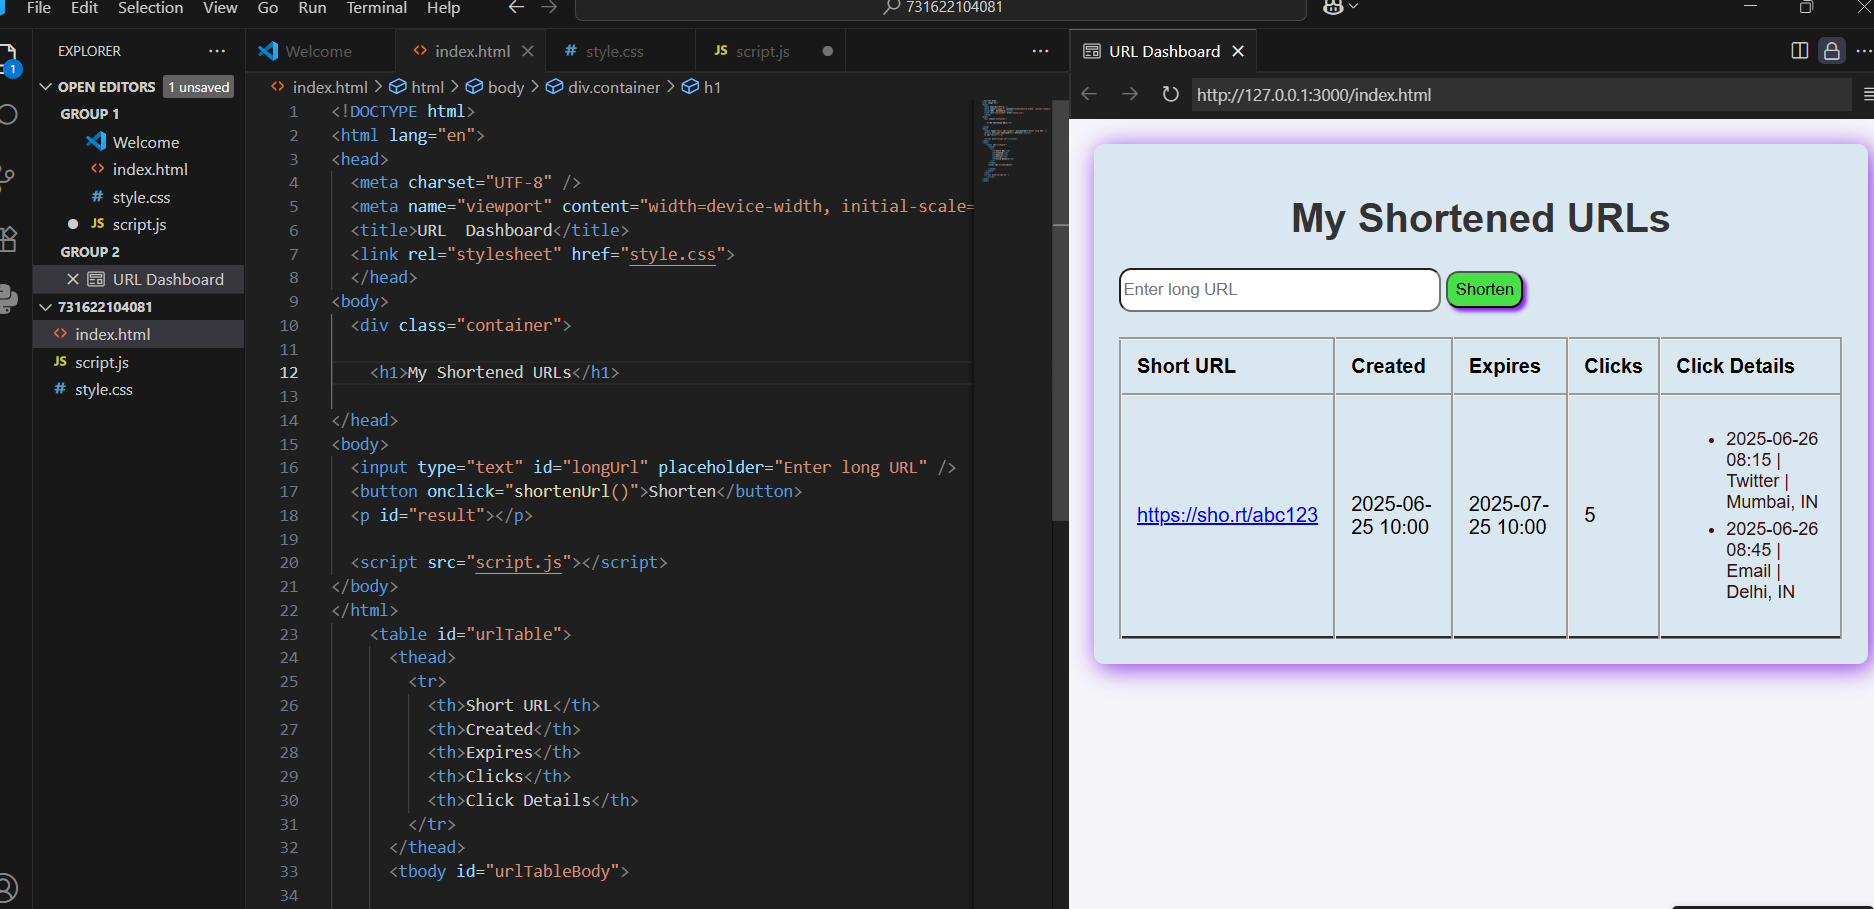 File Edit Selection View Go Run Terminal Help
731622104081
EXPLORER
OPEN EDITORS 1 unsaved
GROUP 1
Welcome
index.html
style.css
JS script.js
GROUP 2
URL Dashboard
731622104081
index.html
JS script.js
style.css
1
Welcome
index.html
# style.css
JS script.js
index.html > html > body > div.container > h1
1 <!DOCTYPE html>
2 <html lang="en">
3 <head>
4 <meta charset="UTF-8" />
5 <meta name="viewport" content="width=device-width, initial-scale=
6 <title>URL  Dashboard</title>
7 <link rel="stylesheet" href="style.css">
8 </head>
9 <body>
10 <div class="container">
11
12 <h1>My Shortened URLs</h1>
13
14 </head>
15 <body>
16 <input type="text" id="longUrl" placeholder="Enter long URL" />
17 <button onclick="shortenUrl()">Shorten</button>
18 <p id="result"></p>
19
20 <script src="script.js"></script>
21 </body>
22 </html>
23 <table id="urlTable">
24 <thead>
25 <tr>
26 <th>Short URL</th>
27 <th>Created</th>
28 <th>Expires</th>
29 <th>Clicks</th>
30 <th>Click Details</th>
31 </tr>
32 </thead>
33 <tbody id="urlTableBody">
34
URL Dashboard
http://127.0.0.1:3000/index.html
My Shortened URLs
Enter long URL
Shorten
Short URL Created Expires Clicks Click Details
https://sho.rt/abc123
2025-06-
25 10:00
2025-07-
25 10:00
5
• 2025-06-26
08:15 |
Twitter |
Mumbai, IN
• 2025-06-26
08:45 |
Email |
Delhi, IN